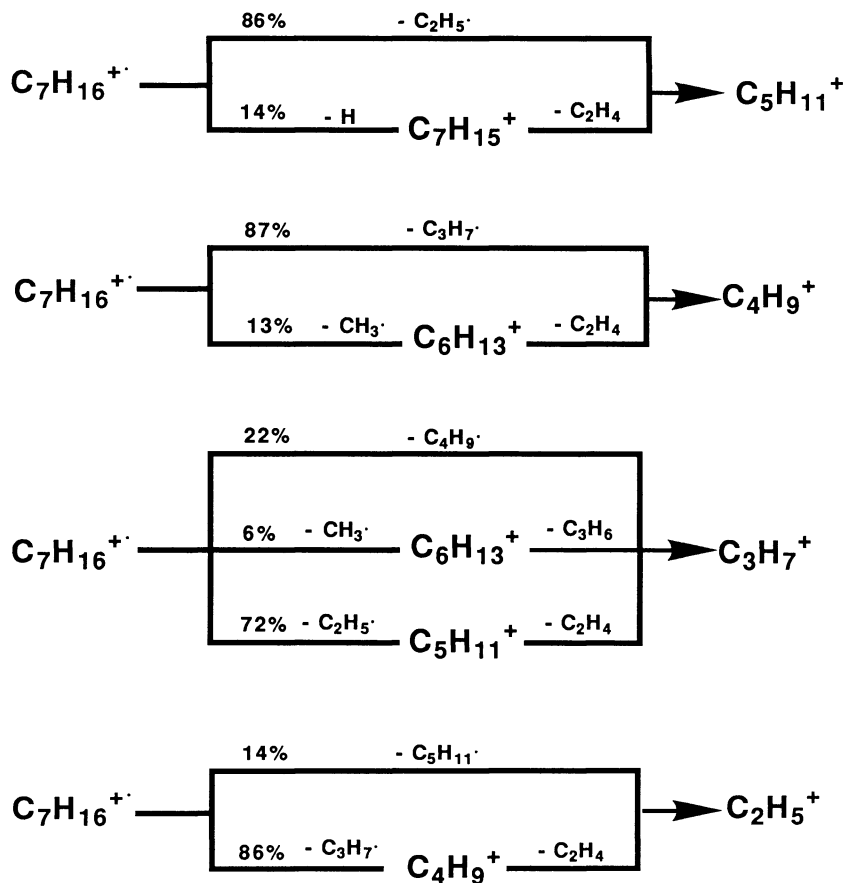 86% - C₂H₅·
C₇H₁₆⁺· C₅H₁₁⁺
14% - H C₇H₁₅⁺ - C₂H₄
87% - C₃H₇·
C₇H₁₆⁺· C₄H₉⁺
13% - CH₃· C₆H₁₃⁺ - C₂H₄
22% - C₄H₉·
C₇H₁₆⁺· 6% - CH₃· C₆H₁₃⁺ - C₃H₆ C₃H₇⁺
72% - C₂H₅· C₅H₁₁⁺ - C₂H₄
14% - C₅H₁₁·
C₇H₁₆⁺· C₂H₅⁺
86% - C₃H₇· C₄H₉⁺ - C₂H₄